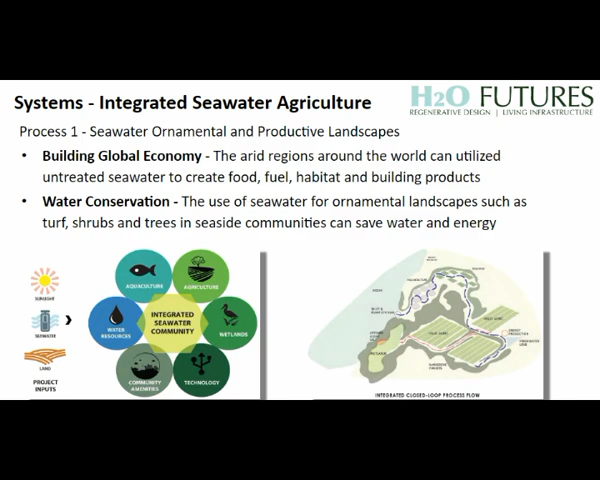 H2O FUTURES
REGENERATIVE DESIGN | LIVING INFRASTRUCTURE
Systems - Integrated Seawater Agriculture
Process 1 - Seawater Ornamental and Productive Landscapes
• Building Global Economy - The arid regions around the world can utilized
untreated seawater to create food, fuel, habitat and building products
• Water Conservation - The use of seawater for ornamental landscapes such as
turf, shrubs and trees in seaside communities can save water and energy
SUNLIGHT
SEAWATER
LAND
PROJECT
INPUTS
AQUACULTURE
AGRICULTURE
WATER
RESOURCES
INTEGRATED
SEAWATER
COMMUNITY
WETLANDS
COMMUNITY
AMENITIES
TECHNOLOGY
WETLANDS
INTEGRATED CLOSED-LOOP PROCESS FLOW